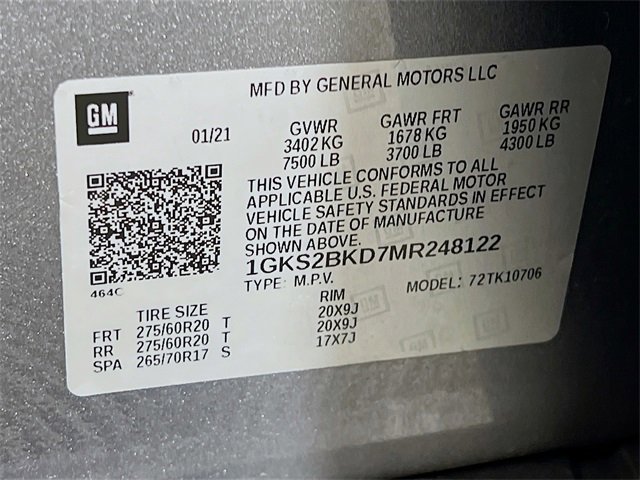 MFD BY GENERAL MOTORS LLC
GM
01/21 GVWR GAWR FRT GAWR RR
3402 KG 1678 KG 1950 KG
7500 LB 3700 LB 4300 LB
THIS VEHICLE CONFORMS TO ALL
APPLICABLE U.S. FEDERAL MOTOR
VEHICLE SAFETY STANDARDS IN EFFECT
ON THE DATE OF MANUFACTURE
SHOWN ABOVE.
1GKS2BKD7MR248122
464C
TYPE: M.P.V. MODEL: 72TK10706
TIRE SIZE RIM
FRT 275/60R20 T 20X9J
RR 275/60R20 T 20X9J
SPA 265/70R17 S 17X7J